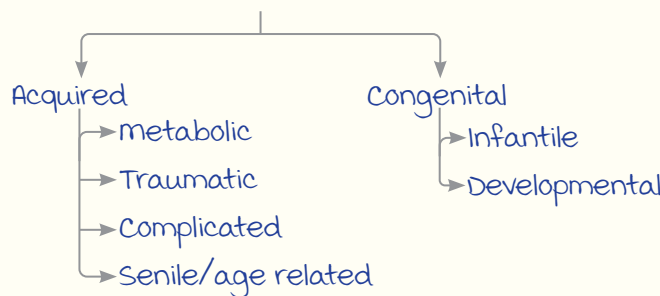 Acquired
metabolic
Traumatic
Complicated
Senile/age related
Congenital
Infantile
Developmental